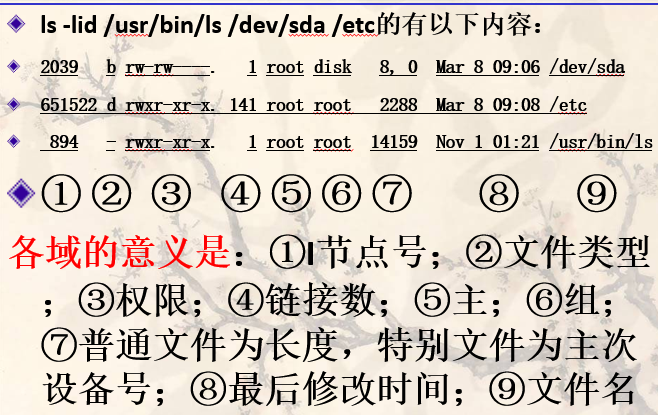 ls -lid /usr/bin/ls /dev/sda /etc的有以下内容：
2039 b rw-rw----. 1 root disk 8, 0 Mar 8 09:06 /dev/sda
651522 d rwxr-xr-x. 141 root root 2288 Mar 8 09:08 /etc
894 - rwxr-xr-x. 1 root root 14159 Nov 1 01:21 /usr/bin/ls
① ② ③ ④ ⑤ ⑥ ⑦ ⑧ ⑨
各域的意义是：①I节点号；②文件类型
；③权限；④链接数；⑤主；⑥组；
⑦普通文件为长度，特别文件为主次
设备号；⑧最后修改时间；⑨文件名